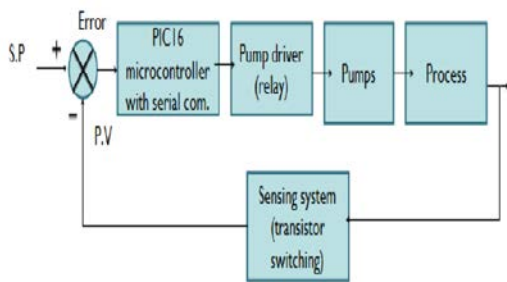 Error
S.P
+
PIC16
microcontroller
with serial com.
Pump driver
(relay)
Pumps
Process
–
P.V
Sensing system
(transistor
switching)